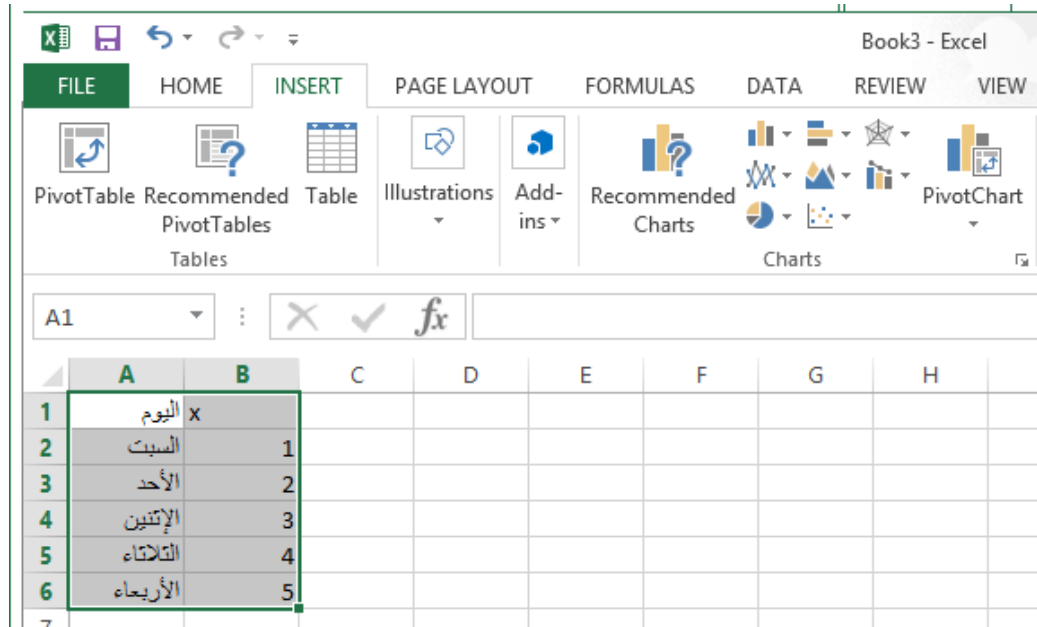 Book3 - Excel
FILE HOME INSERT PAGE LAYOUT FORMULAS DATA REVIEW VIEW
PivotTable
Recommended
PivotTables
Table
Tables
Illustrations
Add-
ins
Recommended
Charts
PivotChart
Charts
A1
fx
A B C D E F G H
1 اليوم x
2 السبت 1
3 الأحد 2
4 الإثنين 3
5 الثلاثاء 4
6 الأربعاء 5
7